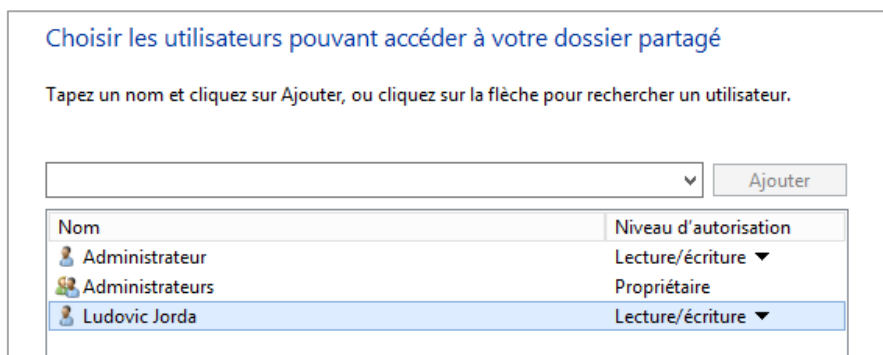 Choisir les utilisateurs pouvant accéder à votre dossier partagé
Tapez un nom et cliquez sur Ajouter, ou cliquez sur la flèche pour rechercher un utilisateur.
Ajouter
Nom Niveau d'autorisation
Administrateur Lecture/écriture
Administrateurs Propriétaire
Ludovic Jorda Lecture/écriture